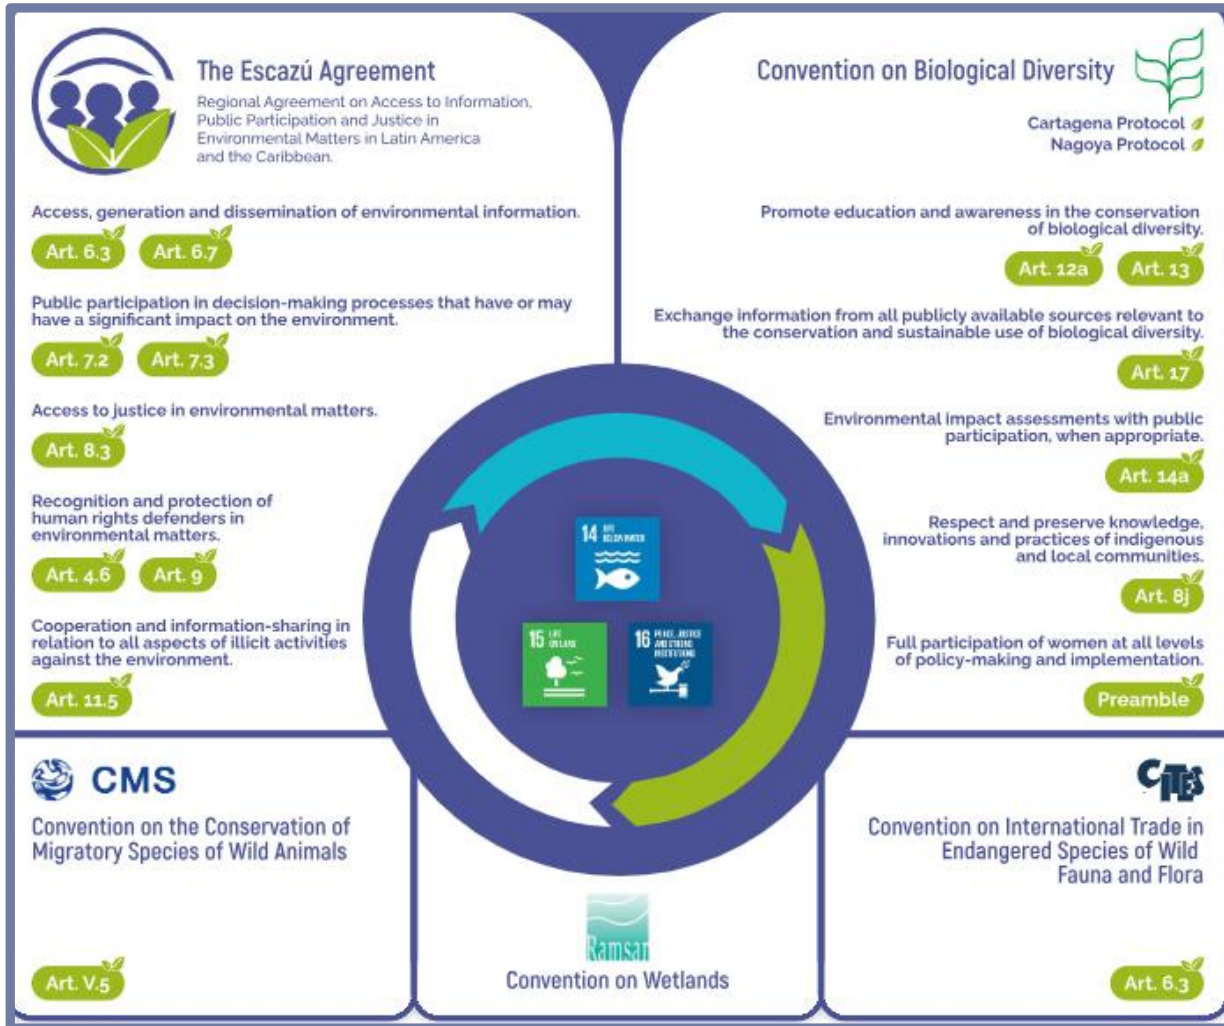 The Escazú Agreement
Regional Agreement on Access to Information,
Public Participation and Justice in
Environmental Matters in Latin America
and the Caribbean.
Access, generation and dissemination of environmental information.
Art. 6.3 Art. 6.7
Public participation in decision-making processes that have or may
have a significant impact on the environment.
Art. 7.2 Art. 7.3
Access to justice in environmental matters.
Art. 8.3
Recognition and protection of
human rights defenders in
environmental matters.
Art. 4.6 Art. 9
Cooperation and information-sharing in
relation to all aspects of illicit activities
against the environment.
Art. 11.5
Convention on Biological Diversity
Cartagena Protocol
Nagoya Protocol
Promote education and awareness in the conservation
of biological diversity.
Art. 12a Art. 13
Exchange information from all publicly available sources relevant to
the conservation and sustainable use of biological diversity.
Art. 17
Environmental impact assessments with public
participation, when appropriate.
Art. 14a
Respect and preserve knowledge,
innovations and practices of indigenous
and local communities.
Art. 8j
Full participation of women at all levels
of policy-making and implementation.
Preamble
14 LIFE
BELOW WATER
15 LIFE
ON LAND
16 PEACE, JUSTICE
AND STRONG
INSTITUTIONS
CMS
Convention on the Conservation of
Migratory Species of Wild Animals
Art. V.5
Ramsar
Convention on Wetlands
CITES
Convention on International Trade in
Endangered Species of Wild
Fauna and Flora
Art. 6.3